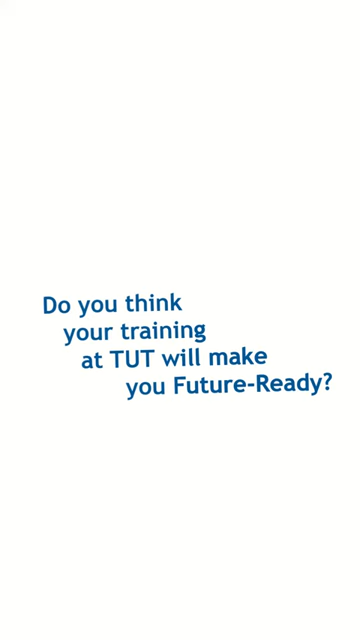 Do you think
your training
at TUT will make
you Future-Ready?